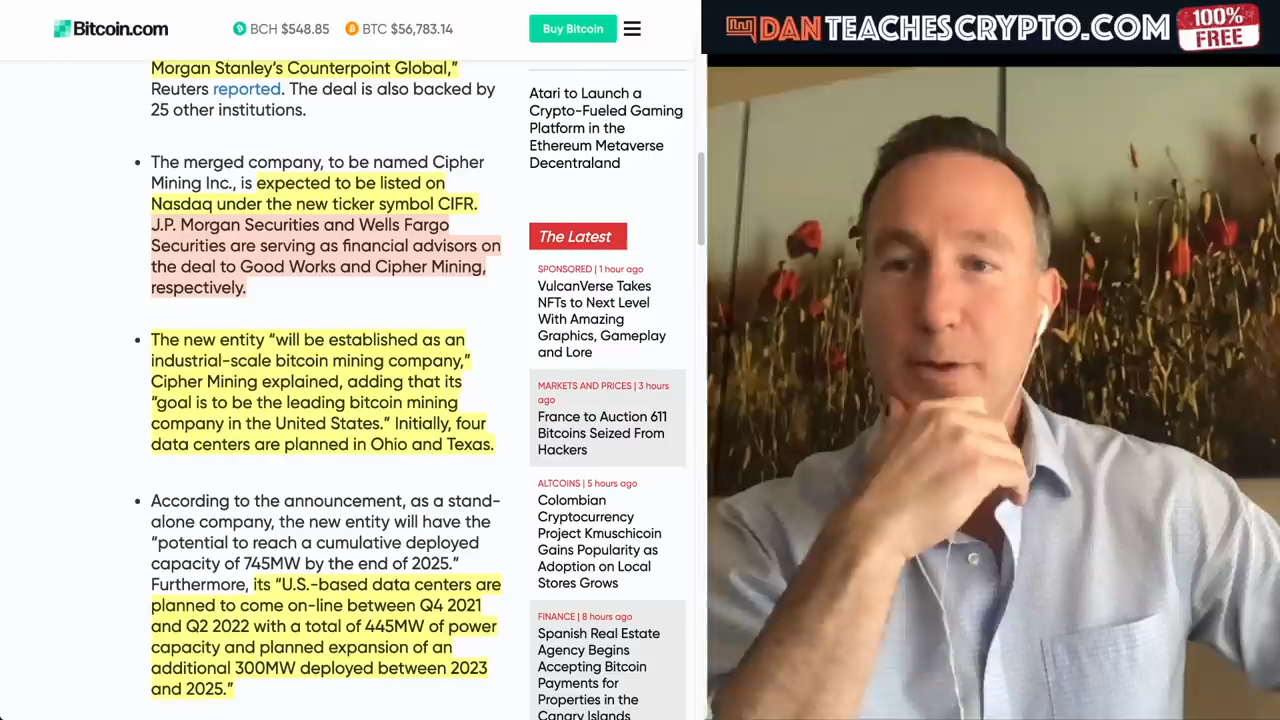 Bitcoin.com
BCH $548.85
BTC $56,783.14
Buy Bitcoin
DANTEACHESCRYPTO.COM
100%
FREE
Morgan Stanley's Counterpoint Global,”
Reuters reported. The deal is also backed by
25 other institutions.
• The merged company, to be named Cipher
Mining Inc., is expected to be listed on
Nasdaq under the new ticker symbol CIFR.
J.P. Morgan Securities and Wells Fargo
Securities are serving as financial advisors on
the deal to Good Works and Cipher Mining,
respectively.
• The new entity “will be established as an
industrial-scale bitcoin mining company,”
Cipher Mining explained, adding that its
“goal is to be the leading bitcoin mining
company in the United States.” Initially, four
data centers are planned in Ohio and Texas.
• According to the announcement, as a stand-
alone company, the new entity will have the
“potential to reach a cumulative deployed
capacity of 745MW by the end of 2025.”
Furthermore, its “U.S.-based data centers are
planned to come on-line between Q4 2021
and Q2 2022 with a total of 445MW of power
capacity and planned expansion of an
additional 300MW deployed between 2023
and 2025.”
Atari to Launch a
Crypto-Fueled Gaming
Platform in the
Ethereum Metaverse
Decentraland
The Latest
SPONSORED | 1 hour ago
VulcanVerse Takes
NFTs to Next Level
With Amazing
Graphics, Gameplay
and Lore
MARKETS AND PRICES | 3 hours
ago
France to Auction 611
Bitcoins Seized From
Hackers
ALTCOINS | 5 hours ago
Colombian
Cryptocurrency
Project Kmuschicoin
Gains Popularity as
Adoption on Local
Stores Grows
FINANCE | 8 hours ago
Spanish Real Estate
Agency Begins
Accepting Bitcoin
Payments for
Properties in the
Canary Islands